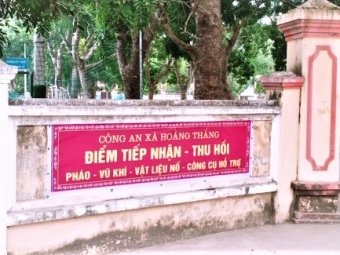 CÔNG AN XÃ HOẰNG THẮNG
ĐIỂM TIẾP NHẬN - THU HỒI
PHÁO - VŨ KHÍ - VẬT LIỆU NỔ - CÔNG CỤ HỖ TRỢ